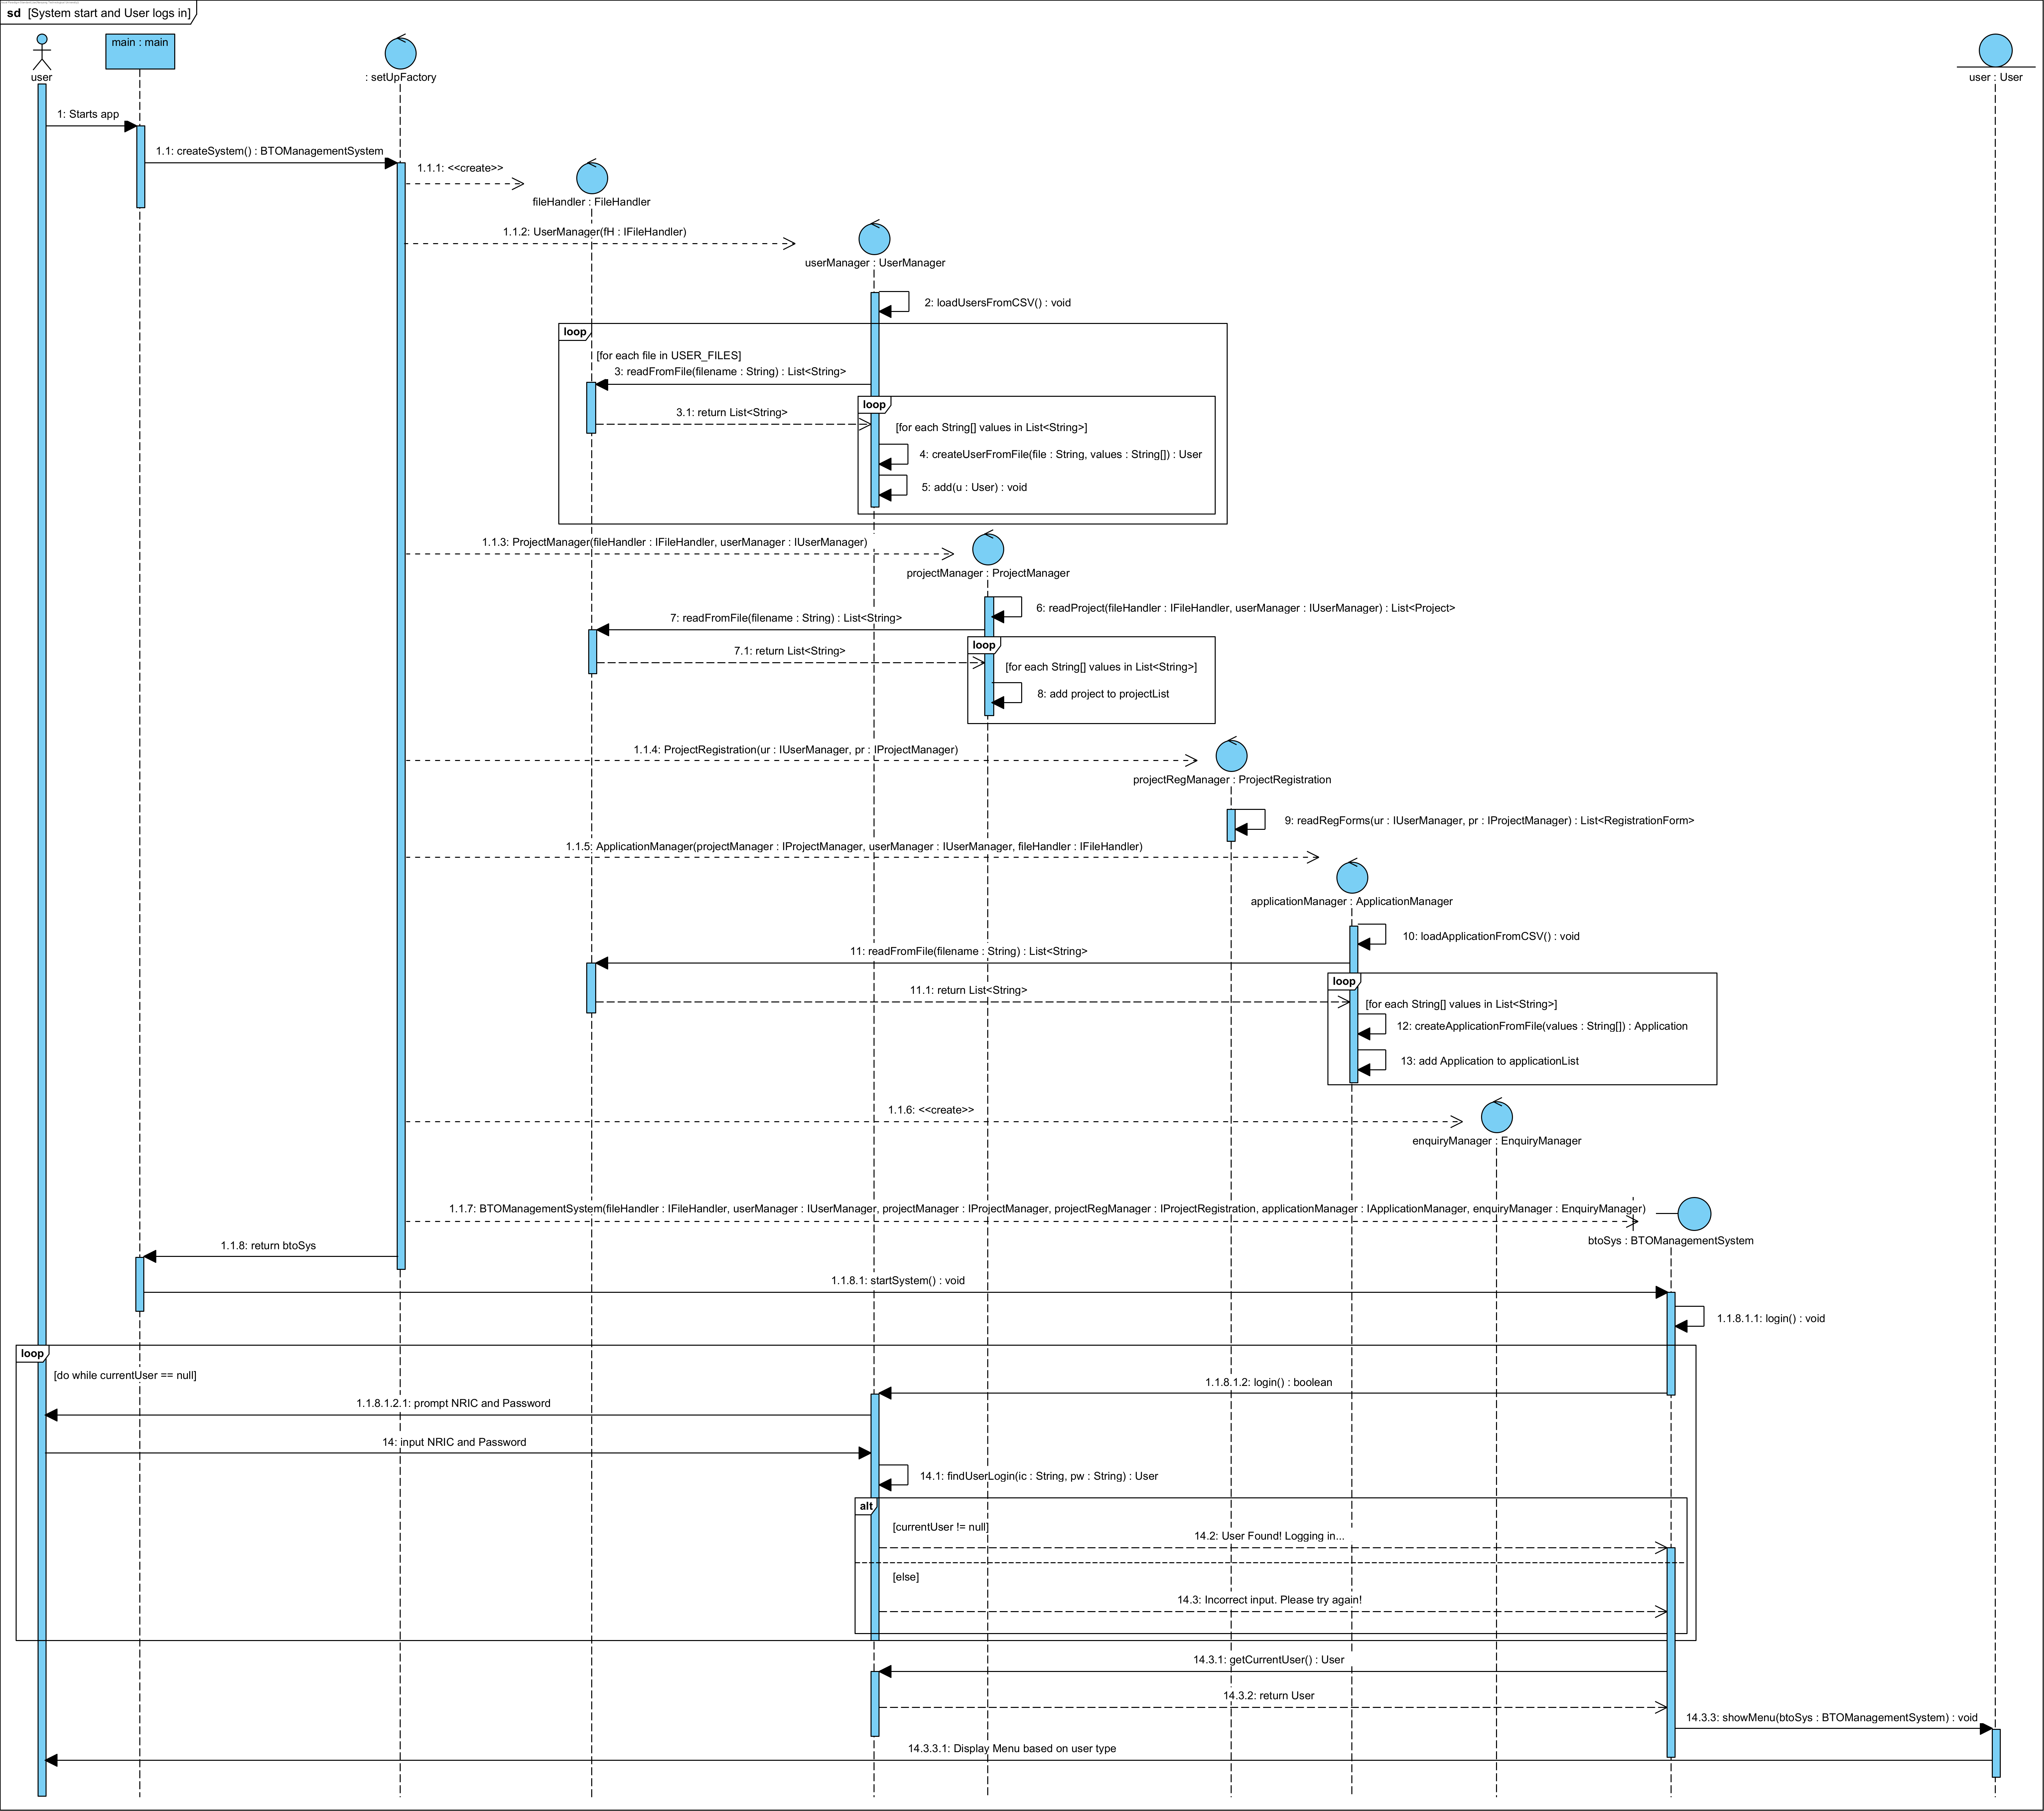 sd [System start and User logs in]
user
main : main
: setUpFactory
user : User
1: Starts app
1.1: createSystem() : BTOManagementSystem
1.1.1: <<create>>
fileHandler : FileHandler
1.1.2: UserManager(fH : IFileHandler)
userManager : UserManager
2: loadUsersFromCSV() : void
loop
[for each file in USER_FILES]
3: readFromFile(filename : String) : List<String>
loop
3.1: return List<String>
[for each String[] values in List<String>]
4: createUserFromFile(file : String, values : String[]) : User
5: add(u : User) : void
1.1.3: ProjectManager(fileHandler : IFileHandler, userManager : IUserManager)
projectManager : ProjectManager
6: readProject(fileHandler : IFileHandler, userManager : IUserManager) : List<Project>
7: readFromFile(filename : String) : List<String>
loop
7.1: return List<String>
[for each String[] values in List<String>]
8: add project to projectList
1.1.4: ProjectRegistration(ur : IUserManager, pr : IProjectManager)
projectRegManager : ProjectRegistration
9: readRegForms(ur : IUserManager, pr : IProjectManager) : List<RegistrationForm>
1.1.5: ApplicationManager(projectManager : IProjectManager, userManager : IUserManager, fileHandler : IFileHandler)
applicationManager : ApplicationManager
10: loadApplicationFromCSV() : void
11: readFromFile(filename : String) : List<String>
loop
11.1: return List<String>
[for each String[] values in List<String>]
12: createApplicationFromFile(values : String[]) : Application
13: add Application to applicationList
1.1.6: <<create>>
enquiryManager : EnquiryManager
1.1.7: BTOManagementSystem(fileHandler : IFileHandler, userManager : IUserManager, projectManager : IProjectManager, projectRegManager : IProjectRegistration, applicationManager : IApplicationManager, enquiryManager : EnquiryManager)
btoSys : BTOManagementSystem
1.1.8: return btoSys
1.1.8.1: startSystem() : void
1.1.8.1.1: login() : void
loop
[do while currentUser == null]
1.1.8.1.2: login() : boolean
1.1.8.1.2.1: prompt NRIC and Password
14: input NRIC and Password
14.1: findUserLogin(ic : String, pw : String) : User
alt
[currentUser != null]
14.2: User Found! Logging in...
[else]
14.3: Incorrect input. Please try again!
14.3.1: getCurrentUser() : User
14.3.2: return User
14.3.3: showMenu(btoSys : BTOManagementSystem) : void
14.3.3.1: Display Menu based on user type